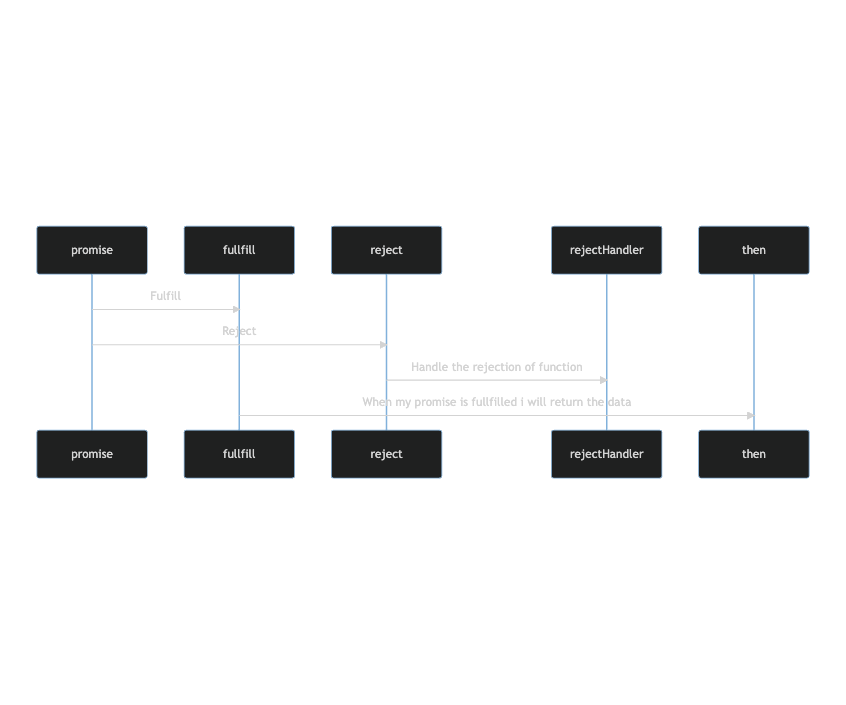 promise
fullfill
reject
rejectHandler
then
Fulfill
Reject
Handle the rejection of function
When my promise is fullfilled i will return the data
promise
fullfill
reject
rejectHandler
then